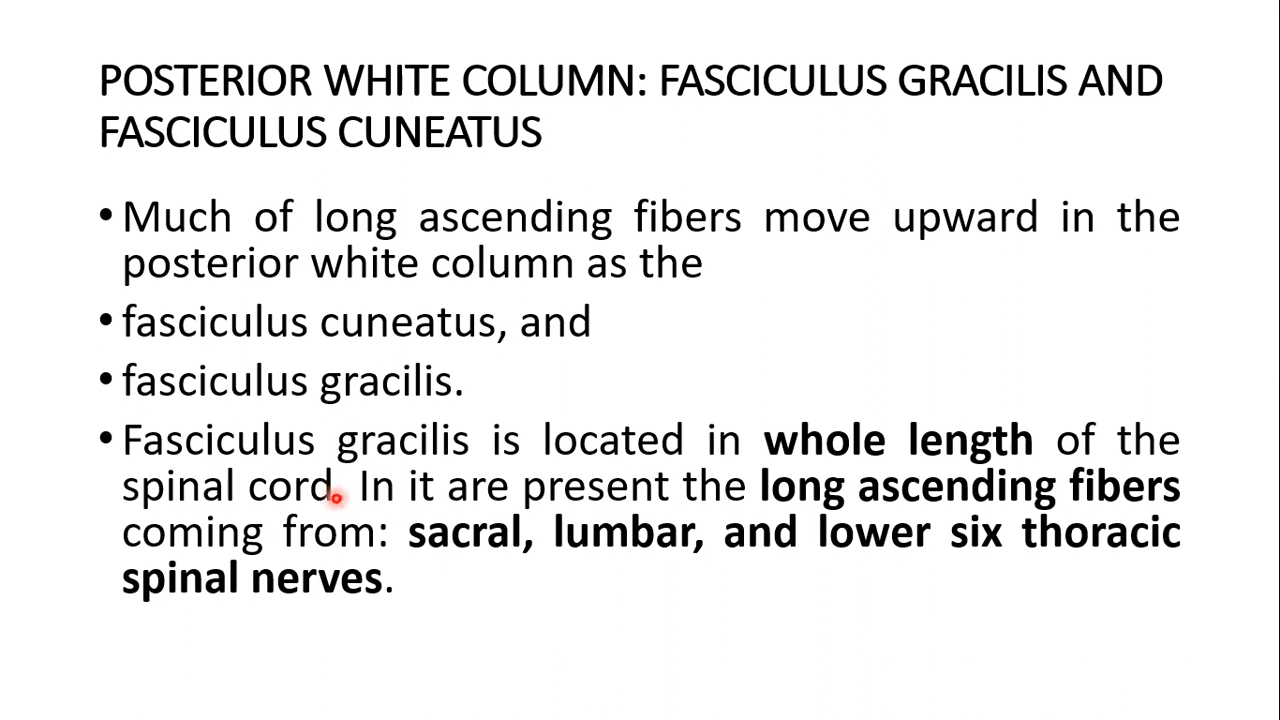 POSTERIOR WHITE COLUMN: FASCICULUS GRACILIS AND
FASCICULUS CUNEATUS
• Much of long ascending fibers move upward in the
posterior white column as the
• fasciculus cuneatus, and
• fasciculus gracilis.
• Fasciculus gracilis is located in whole length of the
spinal cord. In it are present the long ascending fibers
coming from: sacral, lumbar, and lower six thoracic
spinal nerves.